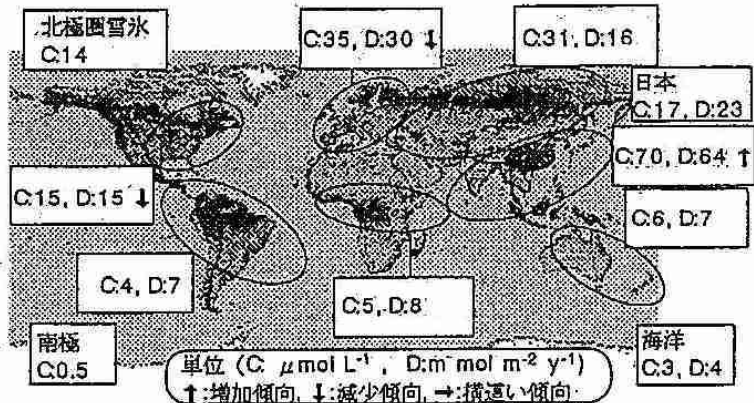 北極圏雪氷
C:14
C:35, D:30 ↓
C:31, D:16
日本
C:17, D:23
C:70, D:64 ↑
C:15, D:15 ↓
C:6, D:7
C:4, D:7
C:5, D:8
南極
C:0.5
海洋
C:3, D:4
単位 (C: μmol L⁻¹ , D:m mol m⁻² y⁻¹)
↑:増加傾向, ↓:減少傾向, →:横這い傾向